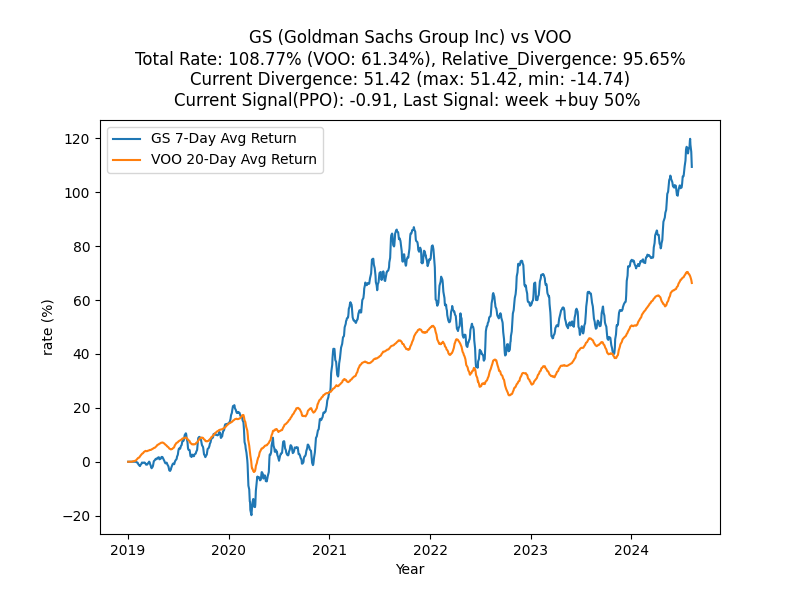 GS (Goldman Sachs Group Inc) vs VOO
Total Rate: 108.77% (VOO: 61.34%), Relative_Divergence: 95.65%
Current Divergence: 51.42 (max: 51.42, min: -14.74)
Current Signal(PPO): -0.91, Last Signal: week +buy 50%
GS 7-Day Avg Return
VOO 20-Day Avg Return
rate (%)
120
100
80
60
40
20
0
−20
2019
2020
2021
2022
2023
2024
Year